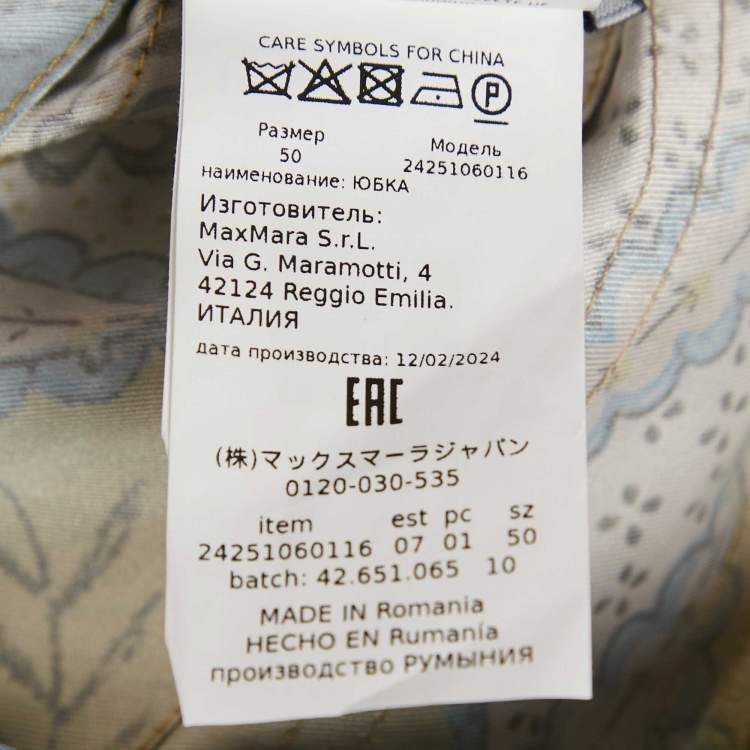 CARE SYMBOLS FOR CHINA
P
Размер
50
Модель
24251060116
наименование: ЮБКА
Изготовитель:
MaxMara S.r.L.
Via G. Maramotti, 4
42124 Reggio Emilia.
ИТАЛИЯ
дата производства: 12/02/2024
EAC
(株)マックスマーラジャパン
0120-030-535
item est pc sz
24251060116 07 01 50
batch: 42.651.065 10
MADE IN Romania
HECHO EN Rumanía
производство РУМЫНИЯ